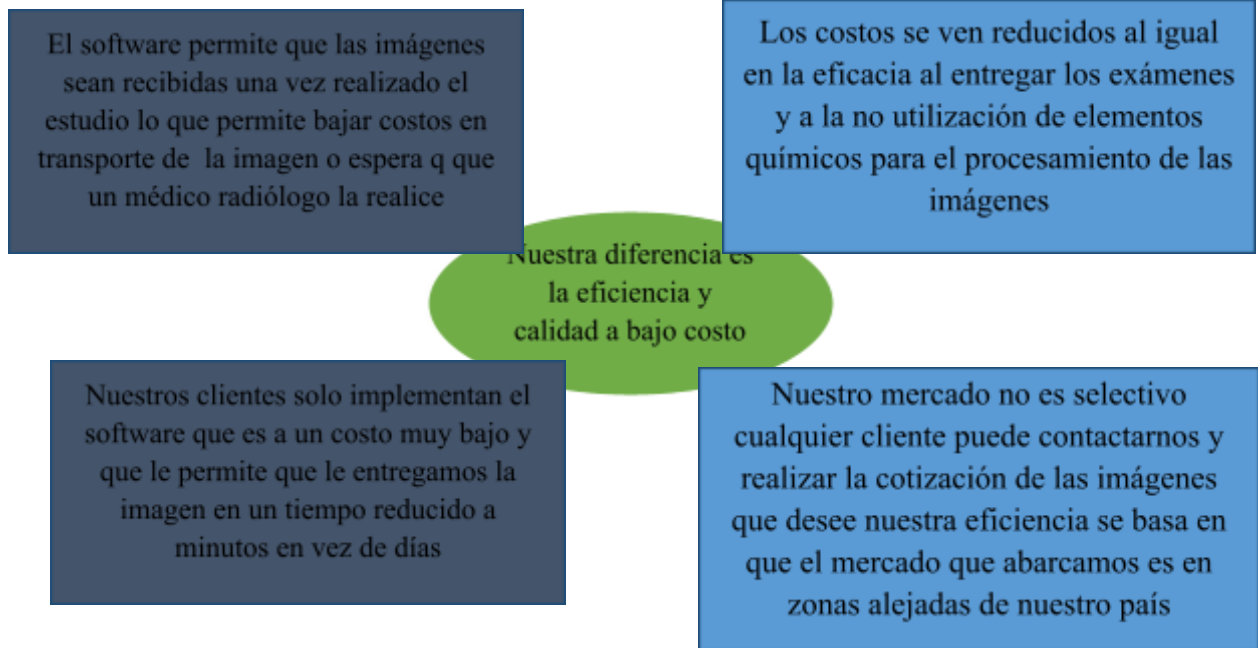 El software permite que las imágenes
sean recibidas una vez realizado el
estudio lo que permite bajar costos en
transporte de la imagen o espera q que
un médico radiólogo la realice
Los costos se ven reducidos al igual
en la eficacia al entregar los exámenes
y a la no utilización de elementos
químicos para el procesamiento de las
imágenes
Nuestra diferencia es
la eficiencia y
calidad a bajo costo
Nuestros clientes solo implementan el
software que es a un costo muy bajo y
que le permite que le entregamos la
imagen en un tiempo reducido a
minutos en vez de días
Nuestro mercado no es selectivo
cualquier cliente puede contactarnos y
realizar la cotización de las imágenes
que desee nuestra eficiencia se basa en
que el mercado que abarcamos es en
zonas alejadas de nuestro país